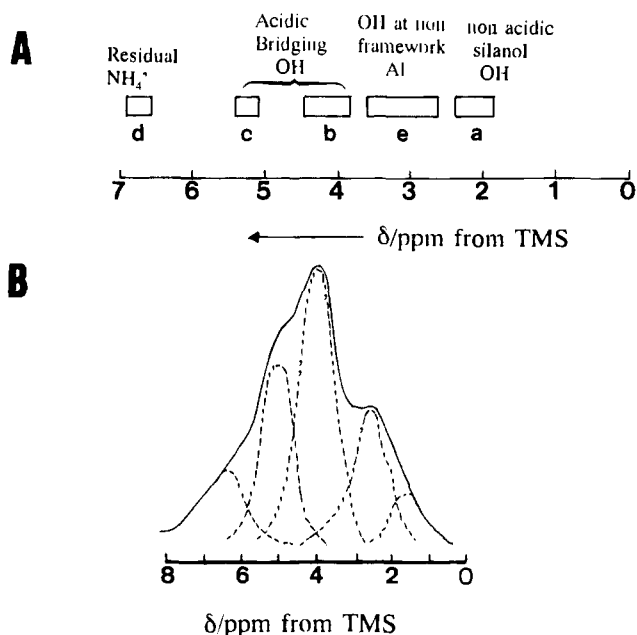 A
Residual
NH₄⁺
Acidic
Bridging
OH
OH at non
framework
Al
non acidic
silanol
OH
d
c
b
e
a
7 6 5 4 3 2 1 0
δ/ppm from TMS
B
8 6 4 2 0
δ/ppm from TMS